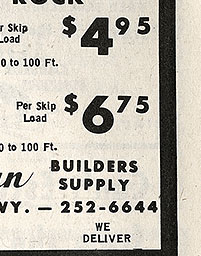 ROCK
Per Skip Load $4.95
0 to 100 Ft.
Per Skip Load $6.75
0 to 100 Ft.
BUILDERS
SUPPLY
WY. — 252-6644
WE
DELIVER